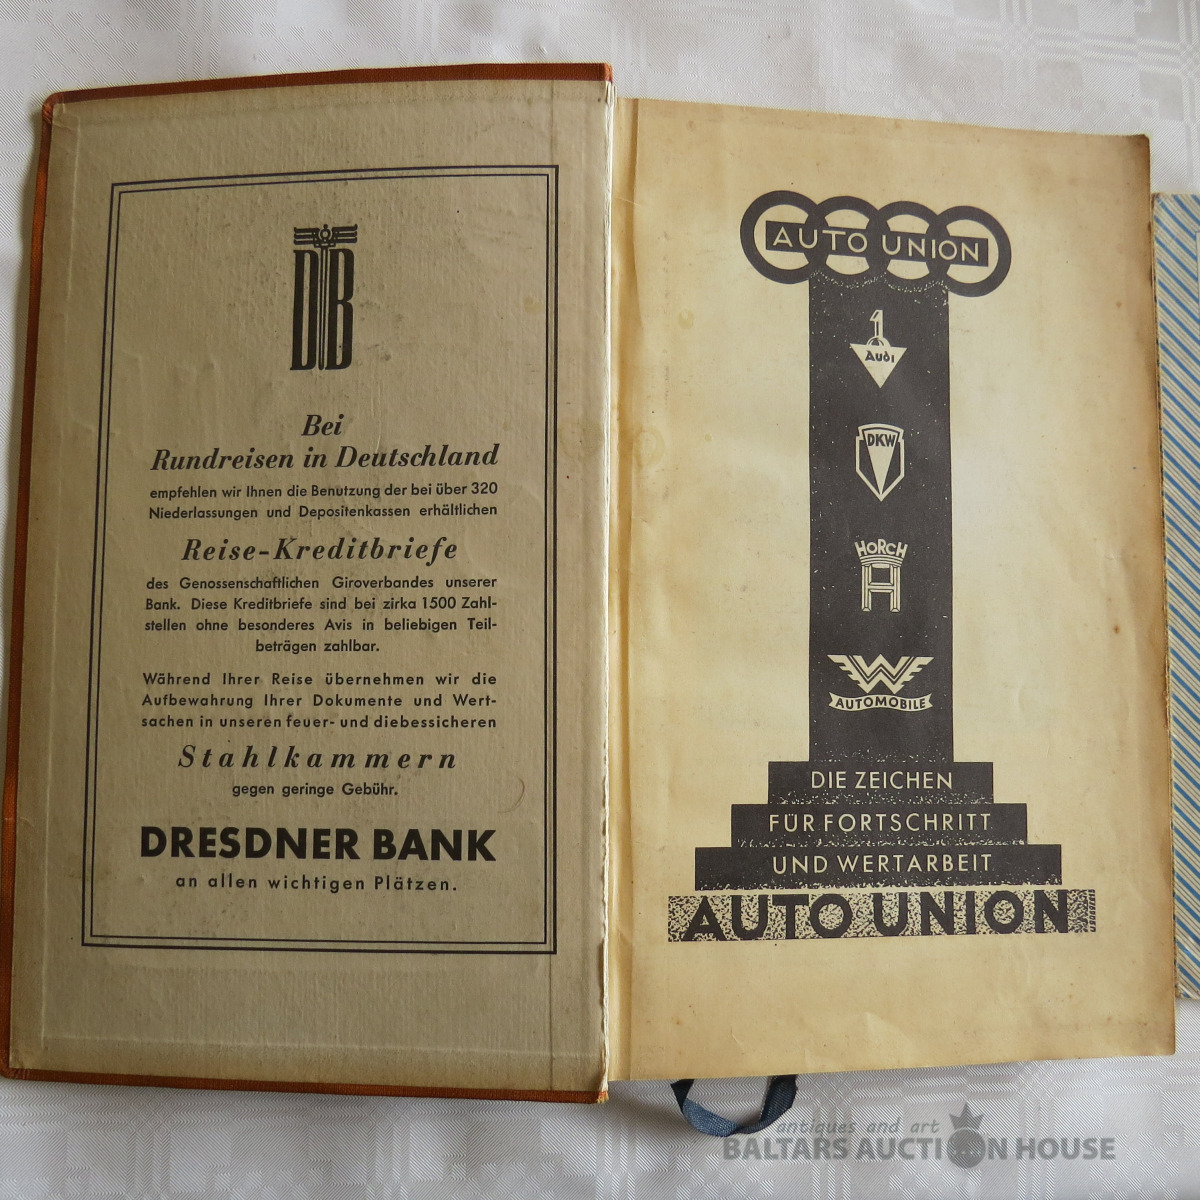 DB
Bei
Rundreisen in Deutschland
empfehlen wir Ihnen die Benutzung der bei über 320
Niederlassungen und Depositenkassen erhältlichen
Reise-Kreditbriefe
des Genossenschaftlichen Giroverbandes unserer
Bank. Diese Kreditbriefe sind bei zirka 1500 Zahl-
stellen ohne besonderes Avis in beliebigen Teil-
beträgen zahlbar.
Während Ihrer Reise übernehmen wir die
Aufbewahrung Ihrer Dokumente und Wert-
sachen in unseren feuer- und diebessicheren
Stahlkammern
gegen geringe Gebühr.
DRESDNER BANK
an allen wichtigen Plätzen.
AUTO UNION
1
Audi
DKW
HORCH
H
W
AUTOMOBILE
DIE ZEICHEN
FÜR FORTSCHRITT
UND WERTARBEIT
AUTO UNION
antiques and art
BALTARS AUCTION HOUSE